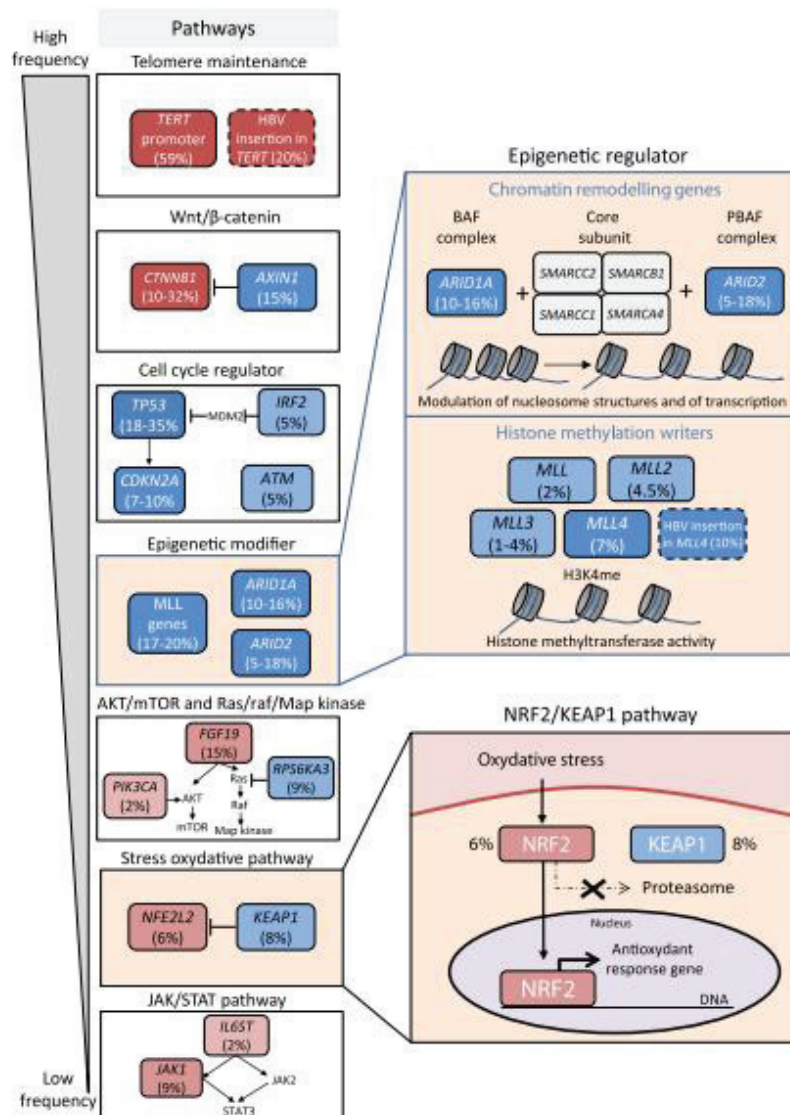 High
frequency
Pathways
Telomere maintenance
TERT
promoter
(59%)
HBV
insertion in
TERT (20%)
Wnt/β-catenin
CTNNB1
(10-32%)
AXIN1
(15%)
Cell cycle regulator
TP53
(18-35%
MDM2
IRF2
(5%)
CDKN2A
(7-10%
ATM
(5%)
Epigenetic modifier
MLL
genes
(17-20%)
ARID1A
(10-16%)
ARID2
(5-18%)
AKT/mTOR and Ras/raf/Map kinase
FGF19
(15%)
PIK3CA
(2%)
AKT
mTOR
Ras
Raf
Map kinase
RPS6KA3
(9%)
Stress oxydative pathway
NFE2L2
(6%)
KEAP1
(8%)
JAK/STAT pathway
IL6ST
(2%)
JAK1
(9%)
JAK2
STAT3
Low
frequency
Epigenetic regulator
Chromatin remodelling genes
BAF
complex
Core
subunit
PBAF
complex
ARID1A
(10-16%)
+
SMARCC2
SMARCB1
SMARCC1
SMARCA4
+
ARID2
(5-18%)
Modulation of nucleosome structures and of transcription
Histone methylation writers
MLL
(2%)
MLL2
(4.5%)
MLL3
(1-4%)
MLL4
(7%)
HBV insertion
in MLL4 (10%)
H3K4me
Histone methyltransferase activity
NRF2/KEAP1 pathway
Oxydative stress
6%
NRF2
KEAP1
8%
Proteasome
Nucleus
Antioxydant
response gene
NRF2
DNA